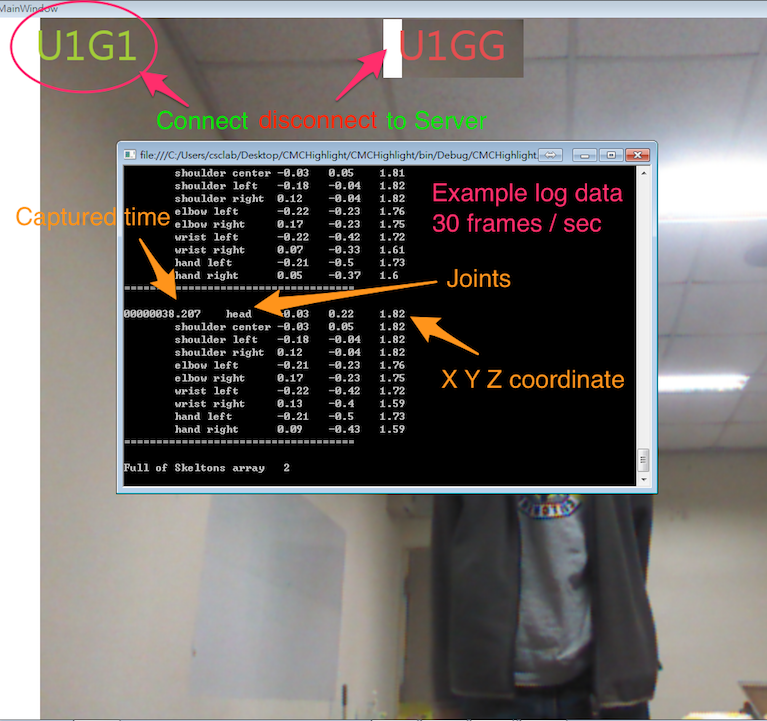 MainWindow
U1G1
U1GG
Connect disconnect to Server
file:///C:/Users/csclab/Desktop/CMCHighlight/CMCHighlight/bin/Debug/CMCHighlight.
shoulder center -0.03 0.05 1.81
shoulder left -0.18 -0.04 1.82
shoulder right 0.12 -0.04 1.82
elbow left -0.22 -0.23 1.76
elbow right 0.17 -0.23 1.75
wrist left -0.22 -0.42 1.72
wrist right 0.07 -0.33 1.61
hand left -0.21 -0.5 1.73
hand right 0.05 -0.37 1.6
===================================
Example log data
30 frames / sec
Captured time
Joints
00000038.207 head -0.03 0.22 1.82
shoulder center -0.03 0.05 1.82
shoulder left -0.18 -0.04 1.82
shoulder right 0.12 -0.04 1.82
elbow left -0.21 -0.23 1.76
elbow right 0.17 -0.23 1.75
wrist left -0.22 -0.42 1.72
wrist right 0.13 -0.4 1.59
hand left -0.21 -0.5 1.73
hand right 0.09 -0.43 1.59
===================================
X Y Z coordinate
Full of Skeltons array 2